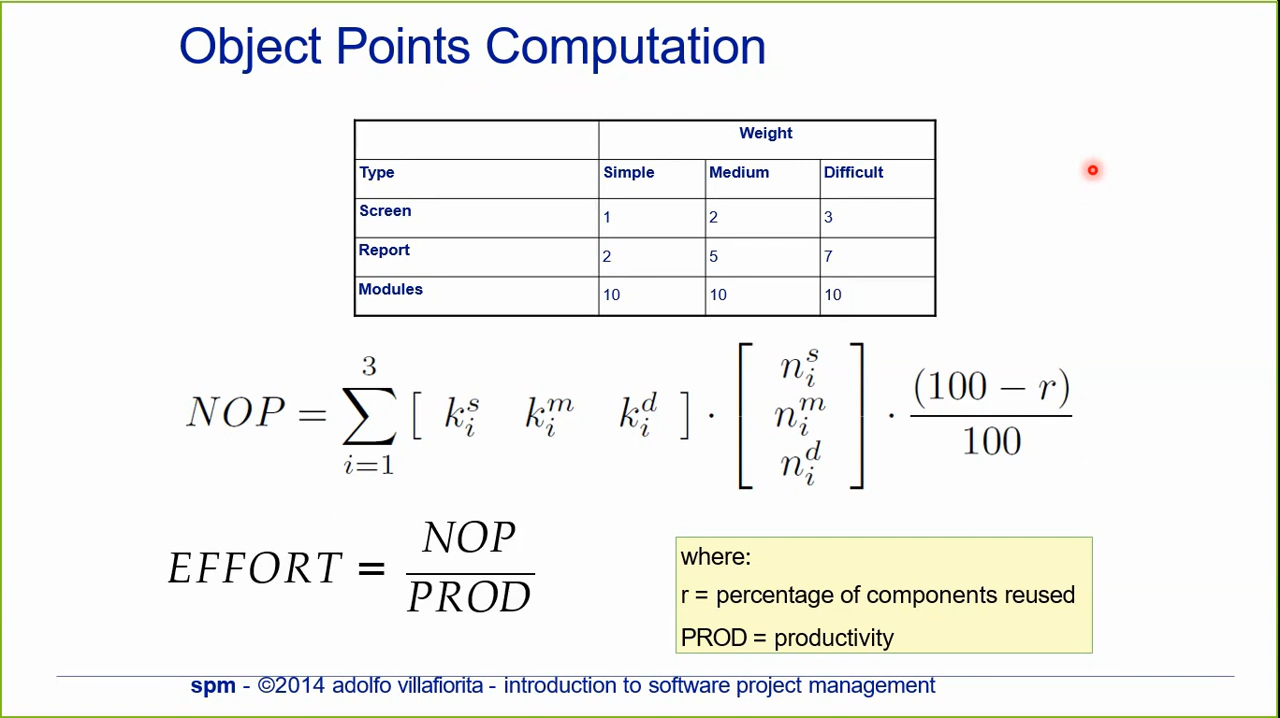 Object Points Computation
Weight
Type Simple Medium Difficult
Screen 1 2 3
Report 2 5 7
Modules 10 10 10
NOP = \sum_{i=1}^{3} [ k_i^s k_i^m k_i^d ] · [ n_i^s n_i^m n_i^d ] · (100 − r) / 100
EFFORT = NOP / PROD
where:
r = percentage of components reused
PROD = productivity
spm - ©2014 adolfo villafiorita - introduction to software project management